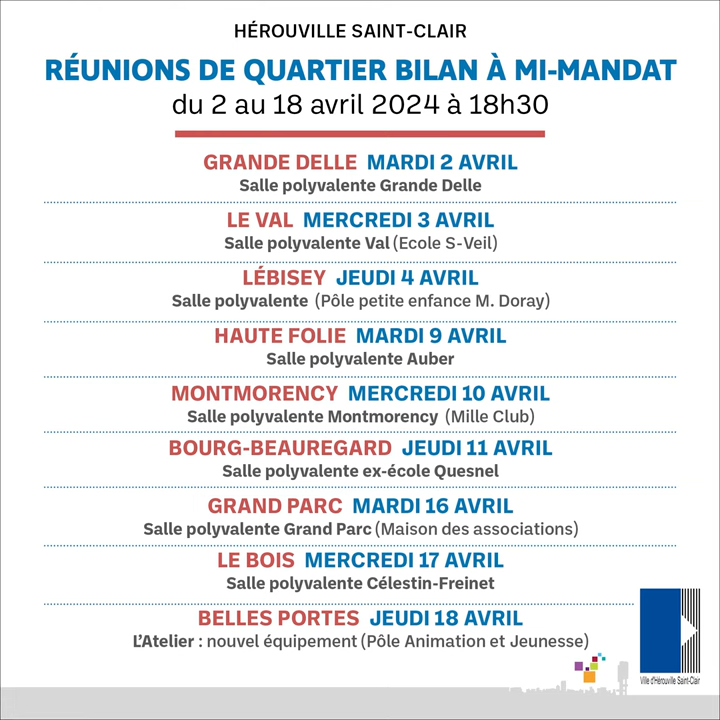 HÉROUVILLE SAINT-CLAIR
RÉUNIONS DE QUARTIER BILAN À MI-MANDAT
du 2 au 18 avril 2024 à 18h30
GRANDE DELLE MARDI 2 AVRIL
Salle polyvalente Grande Delle
LE VAL MERCREDI 3 AVRIL
Salle polyvalente Val (Ecole S-Veil)
LÉBISEY JEUDI 4 AVRIL
Salle polyvalente (Pôle petite enfance M. Doray)
HAUTE FOLIE MARDI 9 AVRIL
Salle polyvalente Auber
MONTMORENCY MERCREDI 10 AVRIL
Salle polyvalente Montmorency (Mille Club)
BOURG-BEAUREGARD JEUDI 11 AVRIL
Salle polyvalente ex-école Quesnel
GRAND PARC MARDI 16 AVRIL
Salle polyvalente Grand Parc (Maison des associations)
LE BOIS MERCREDI 17 AVRIL
Salle polyvalente Célestin-Freinet
BELLES PORTES JEUDI 18 AVRIL
L'Atelier : nouvel équipement (Pôle Animation et Jeunesse)
Ville d'Hérouville Saint-Clair